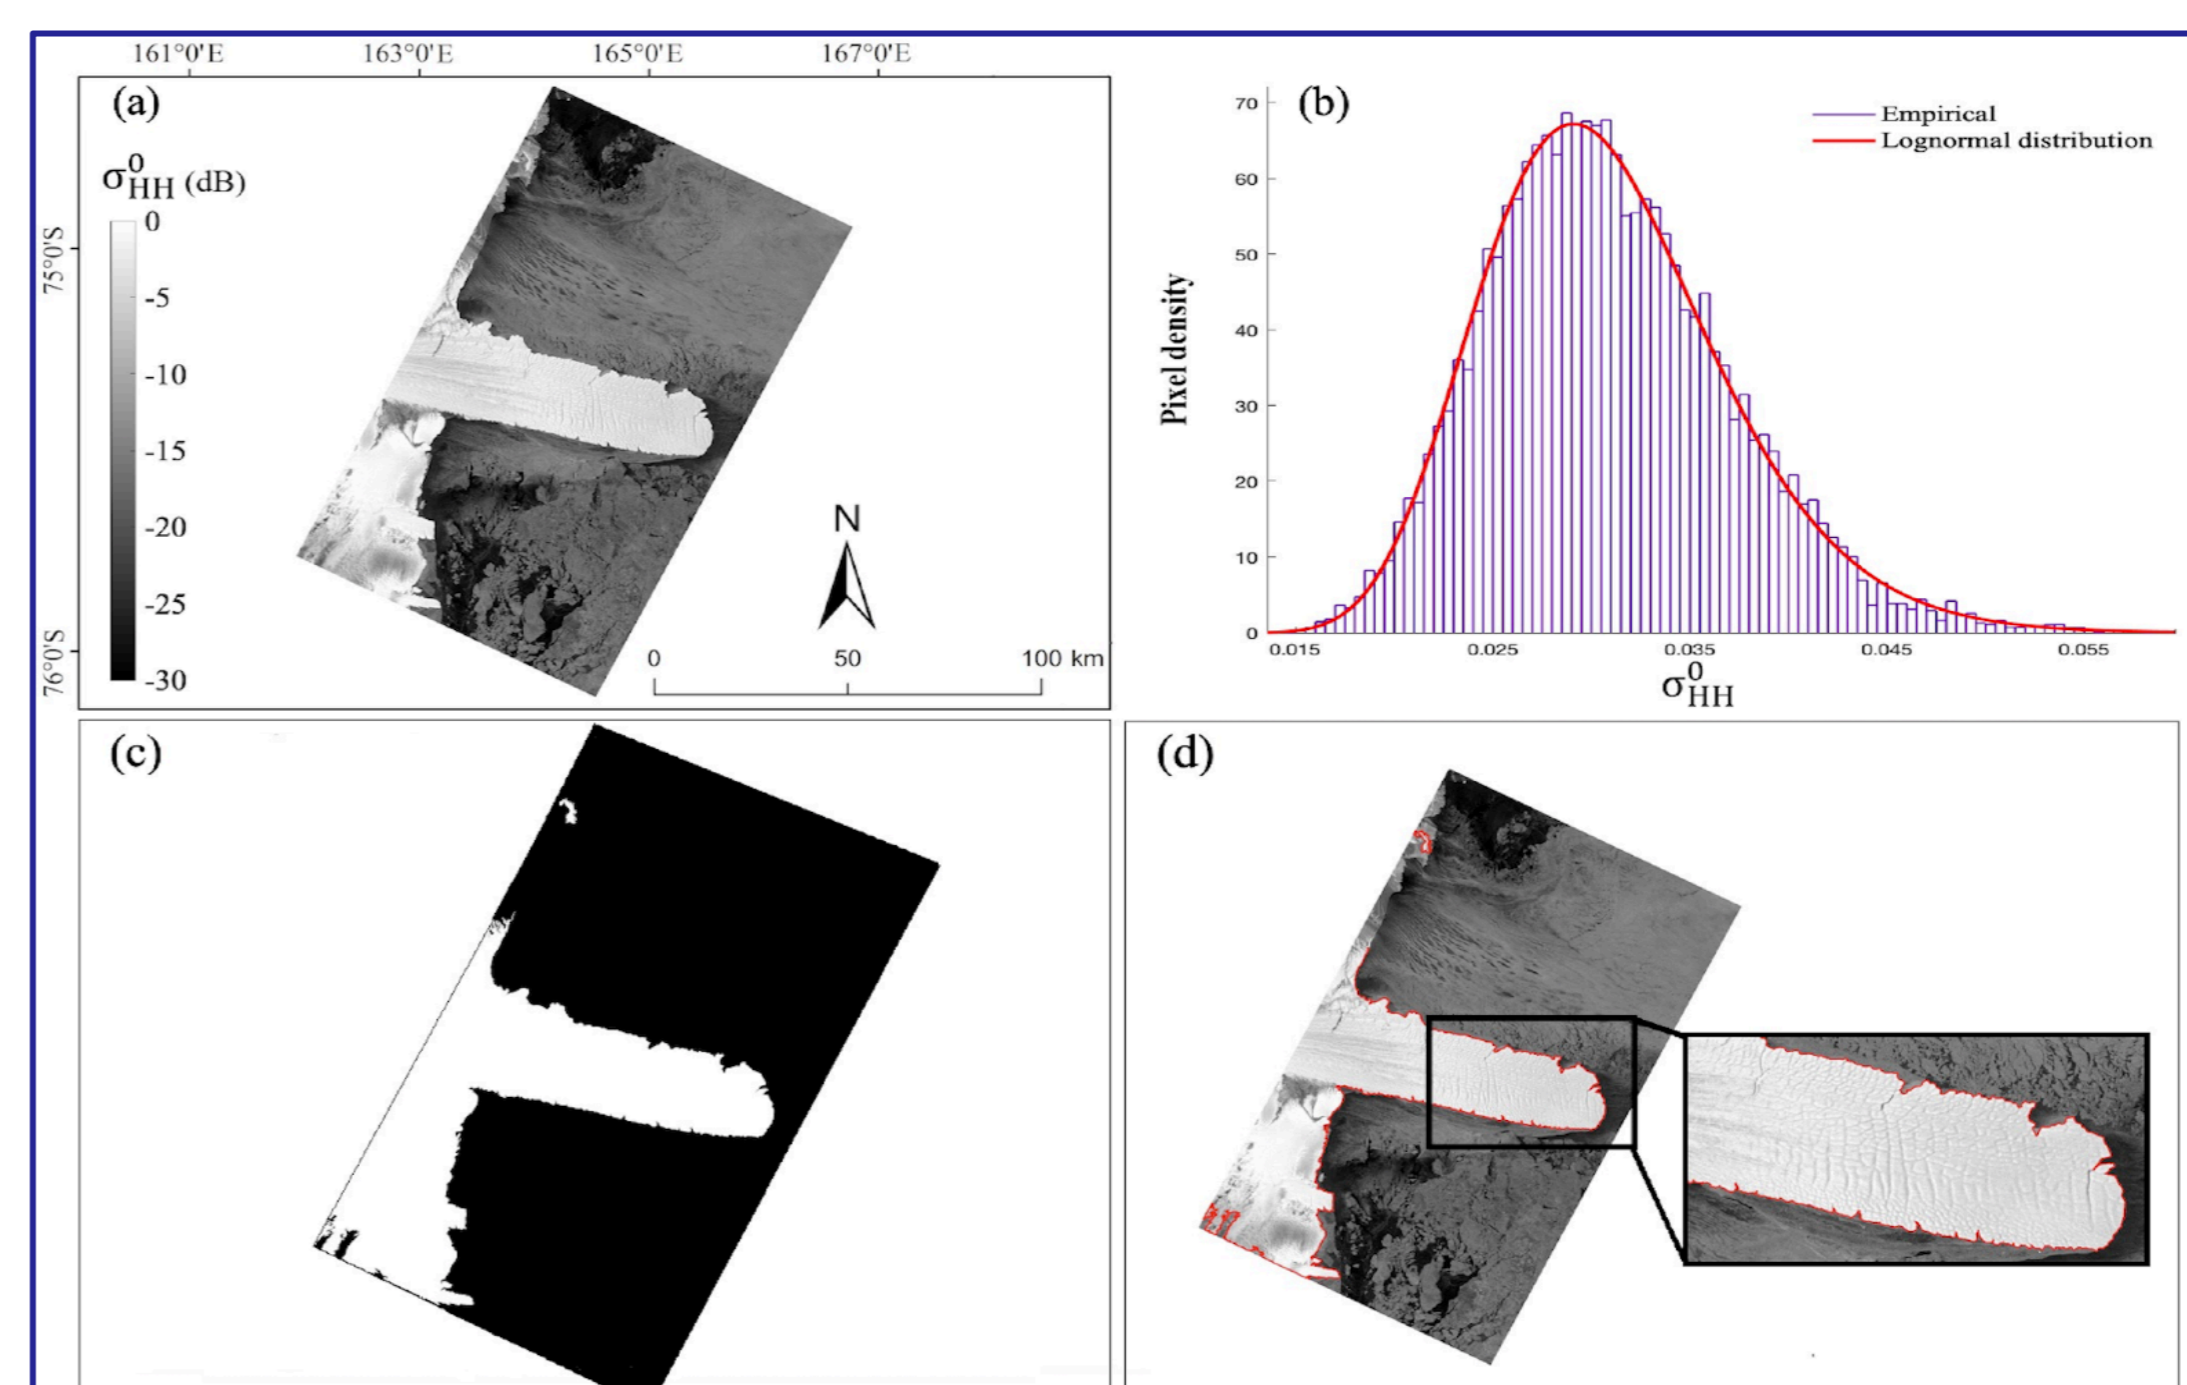 161°0'E 163°0'E 165°0'E 167°0'E
(a)
σ⁰HH (dB)
0
-5
-10
-15
-20
-25
-30
75°0'S
76°0'S
N
0 50 100 km
(b)
Empirical
Lognormal distribution
Pixel density
70
60
50
40
30
20
10
0
0.015 0.025 0.035 0.045 0.055
σ⁰HH
(c)
(d)